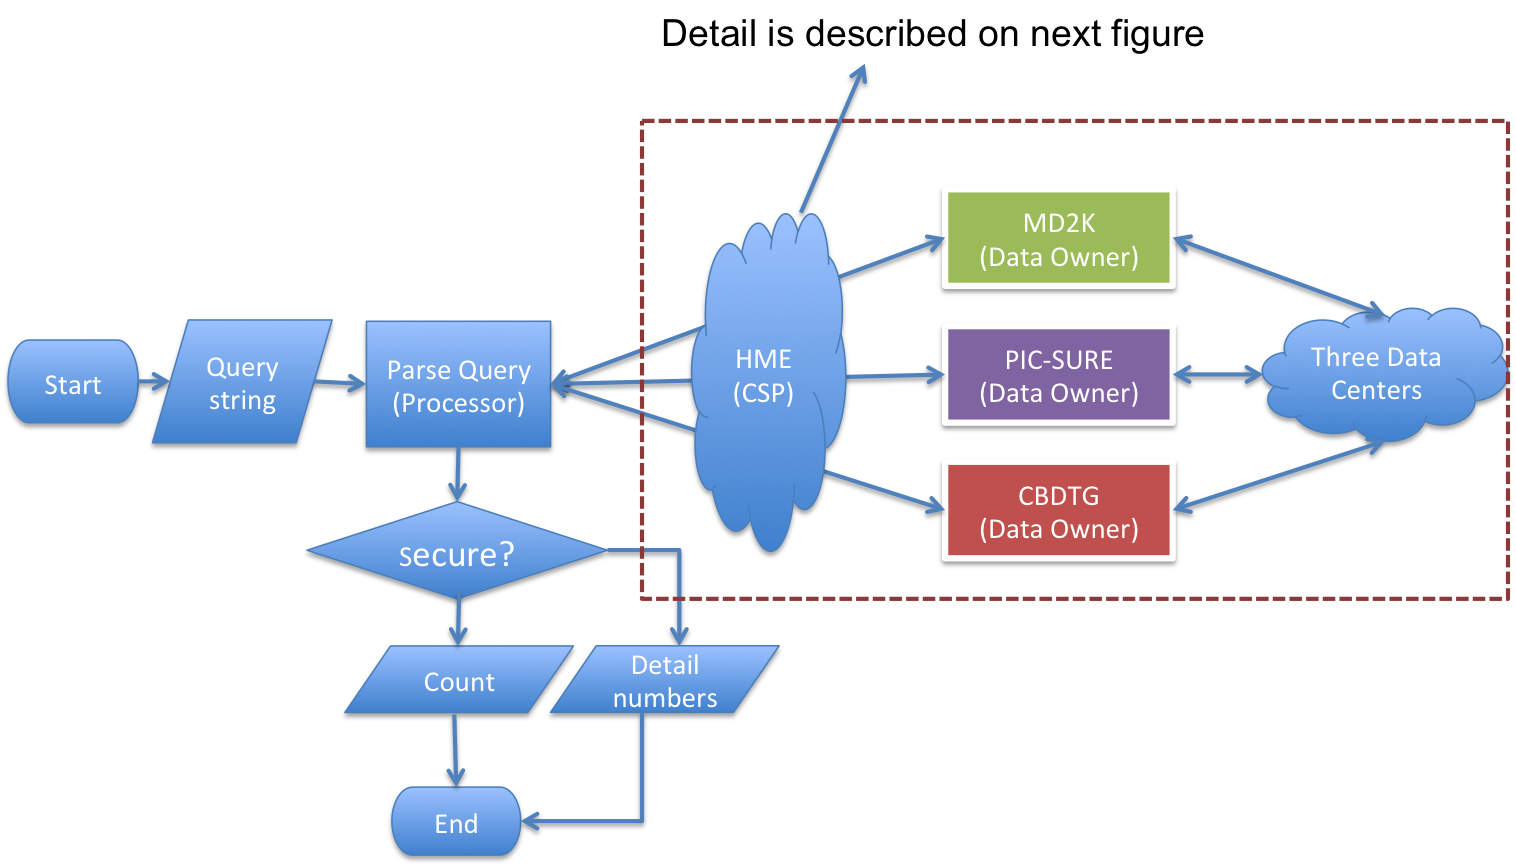 Detail is described on next figure
Start
Query
string
Parse Query
(Processor)
HME
(CSP)
MD2K
(Data Owner)
PIC-SURE
(Data Owner)
CBDTG
(Data Owner)
Three Data
Centers
secure?
Count
Detail
numbers
End